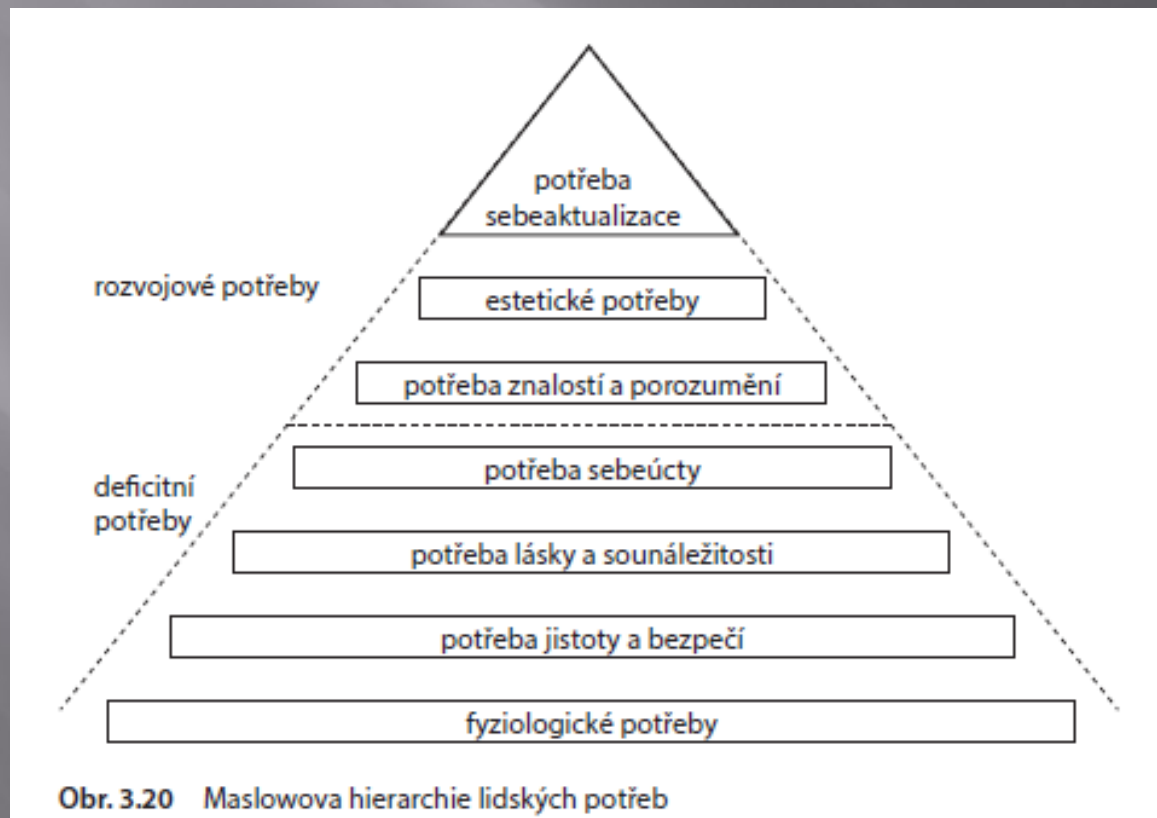 potřeba
sebeaktualizace
rozvojové potřeby
estetické potřeby
potřeba znalostí a porozumění
potřeba sebeúcty
deficitní
potřeby
potřeba lásky a sounáležitosti
potřeba jistoty a bezpečí
fyziologické potřeby
Obr. 3.20 Maslowova hierarchie lidských potřeb